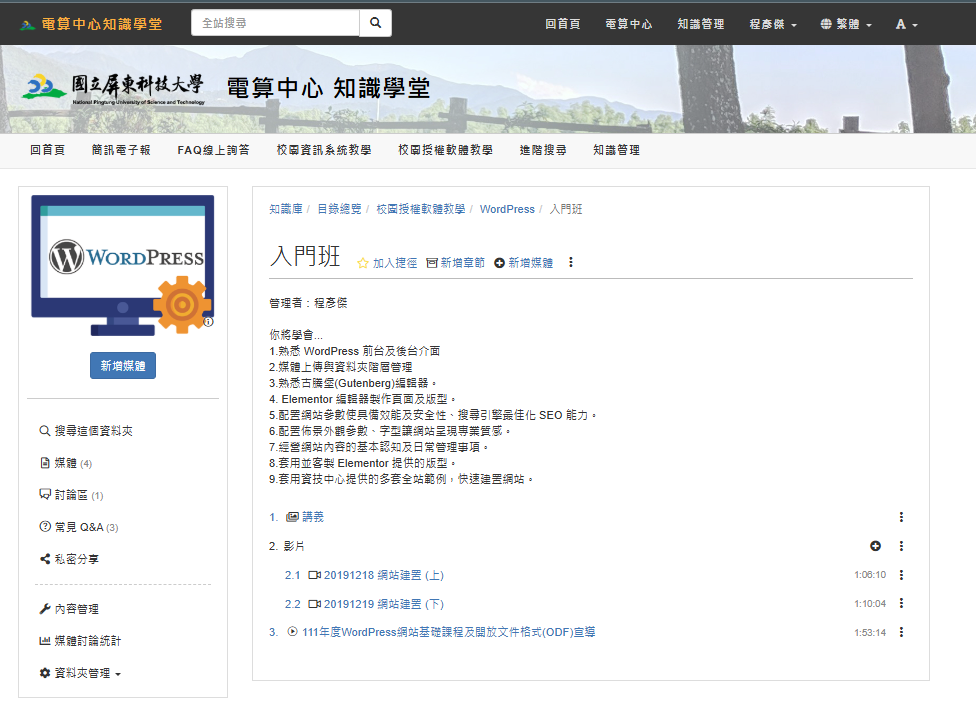 電算中心知識學堂 全站搜尋 回首頁 電算中心 知識管理 程彥傑 繁體 A
國立屏東科技大學 電算中心 知識學堂
National Pingtung University of Science and Technology
回首頁 簡訊電子報 FAQ線上詢答 校園資訊系統教學 校園授權軟體教學 進階搜尋 知識管理
WORDPRESS
新增媒體
搜尋這個資料夾
媒體 (4)
討論區 (1)
常見 Q&A (3)
私密分享
內容管理
媒體討論統計
資料夾管理
知識庫 / 目錄總覽 / 校園授權軟體教學 / WordPress / 入門班
入門班 加入捷徑 新增章節 新增媒體
管理者：程彥傑
你將學會...
1.熟悉 WordPress 前台及後台介面
2.媒體上傳與資料夾階層管理
3.熟悉古騰堡(Gutenberg)編輯器。
4. Elementor 編輯器製作頁面及版型。
5.配置網站參數使具備效能及安全性、搜尋引擎最佳化 SEO 能力。
6.配置佈景外觀參數、字型讓網站呈現專業質感。
7.經營網站內容的基本認知及日常管理事項。
8.套用並客製 Elementor 提供的版型。
9.套用資技中心提供的多套全站範例，快速建置網站。
1. 講義
2. 影片
2.1 20191218 網站建置 (上) 1:06:10
2.2 20191219 網站建置 (下) 1:10:04
3. 111年度WordPress網站基礎課程及開放文件格式(ODF)宣導 1:53:14